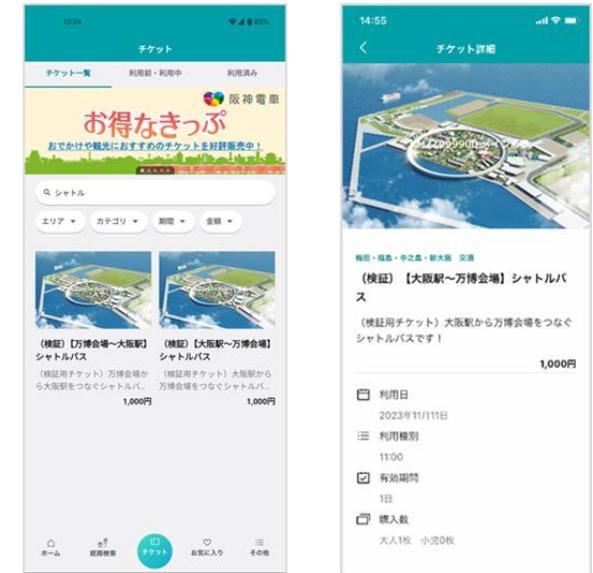 12:24
85%
チケット
チケット一覧
利用前・利用中
利用済み
阪神電車
お得なきっぷ
おでかけや観光におすすめのチケットを好評販売中!
シャトル
エリア
カテゴリ
期間
金額
(検証)【万博会場~大阪駅】
シャトルバス
(検証用チケット)万博会場か
ら大阪駅をつなぐシャトルバ...
1,000円
(検証)【大阪駅~万博会場】
シャトルバス
(検証用チケット)大阪駅から
万博会場をつなぐシャトルバ...
1,000円
ホーム
経路検索
チケット
お気に入り
その他
14:55
チケット詳細
梅田・福島・中之島・新大阪 交通
(検証)【大阪駅~万博会場】シャトルバ
ス
(検証用チケット)大阪駅から万博会場をつなぐ
シャトルバスです!
1,000円
利用日
2023年11月11日
利用種別
11:00
有効期間
1日
購入数
大人1枚 小児0枚